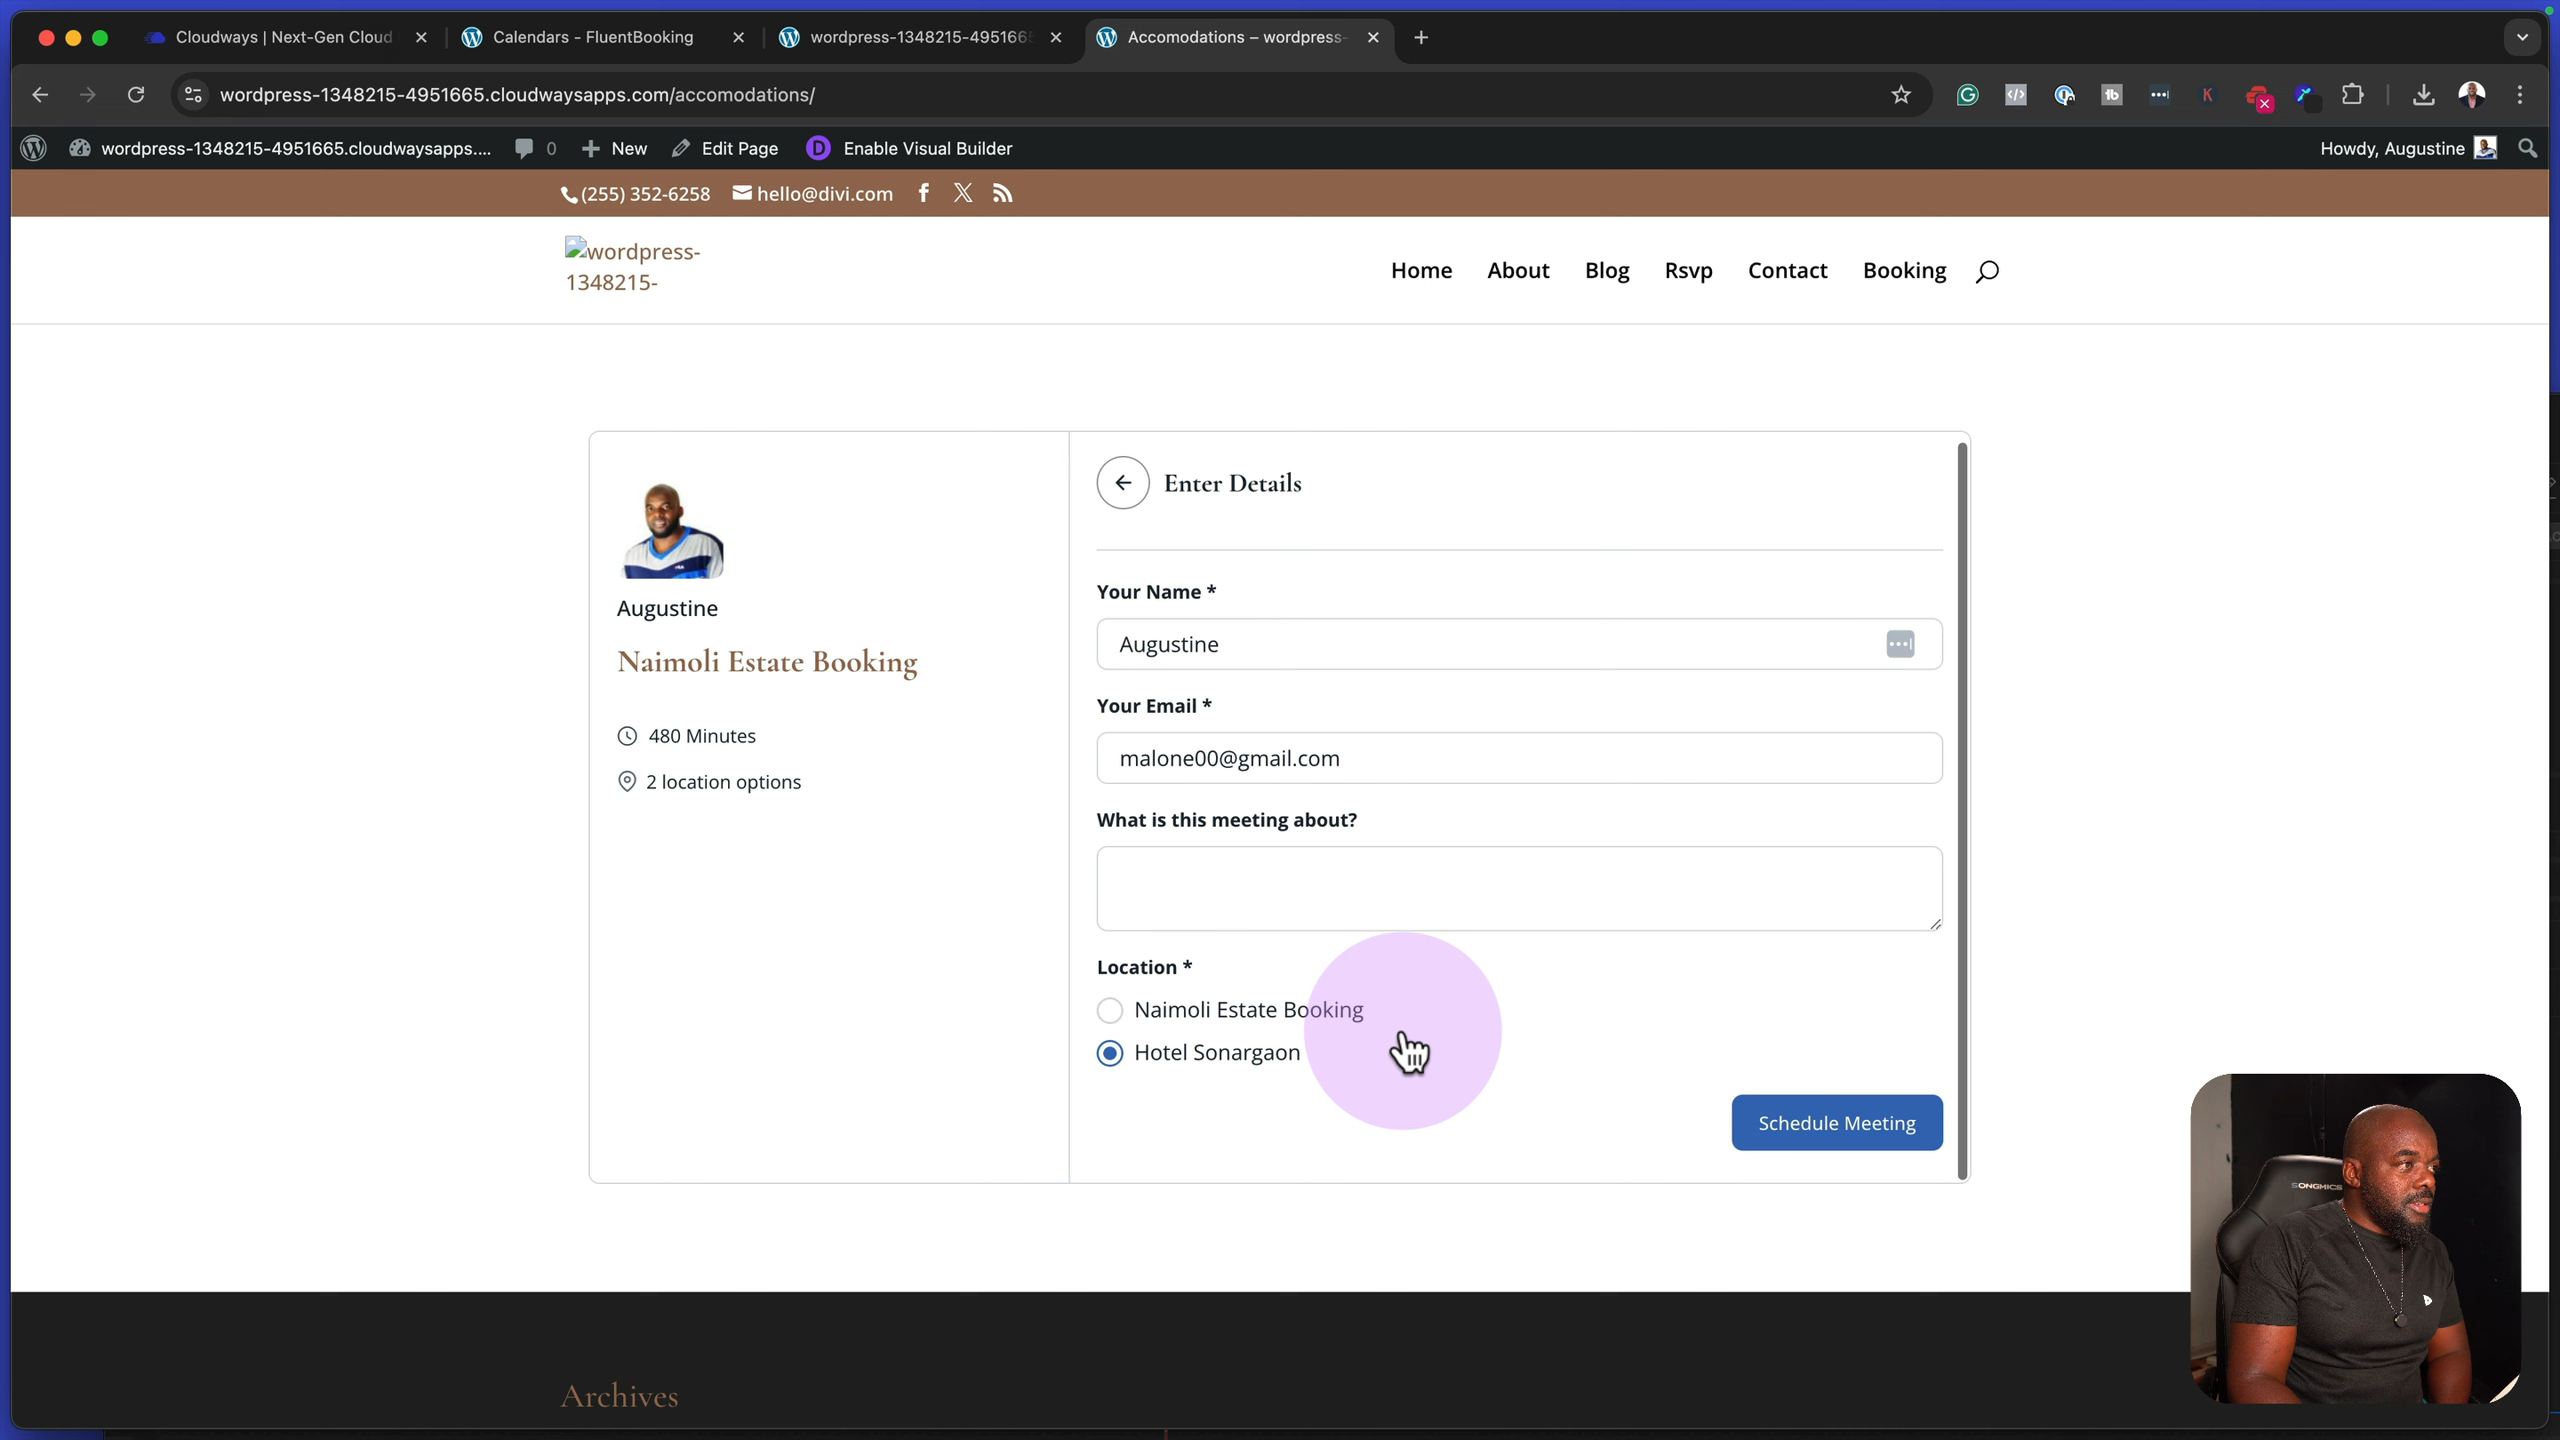 Cloudways | Next-Gen Cloud
Calendars - FluentBooking
wordpress-1348215-495166
Accomodations – wordpress-
wordpress-1348215-4951665.cloudwaysapps.com/accomodations/
wordpress-1348215-4951665.cloudwaysapps....
0
New
Edit Page
D
Enable Visual Builder
Howdy, Augustine
(255) 352-6258
hello@divi.com
wordpress-
1348215-
Home
About
Blog
Rsvp
Contact
Booking
Augustine
Naimoli Estate Booking
480 Minutes
2 location options
Enter Details
Your Name *
Augustine
Your Email *
malone00@gmail.com
What is this meeting about?
Location *
Naimoli Estate Booking
Hotel Sonargaon
Schedule Meeting
SONGMICS
Archives